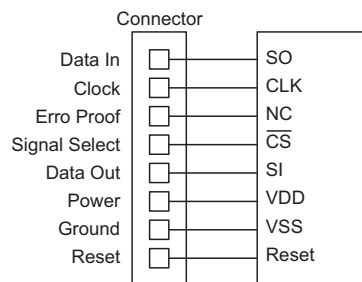 Connector
Data In SO
Clock CLK
Erro Proof NC
Signal Select C̅S̅
Data Out SI
Power VDD
Ground VSS
Reset Reset